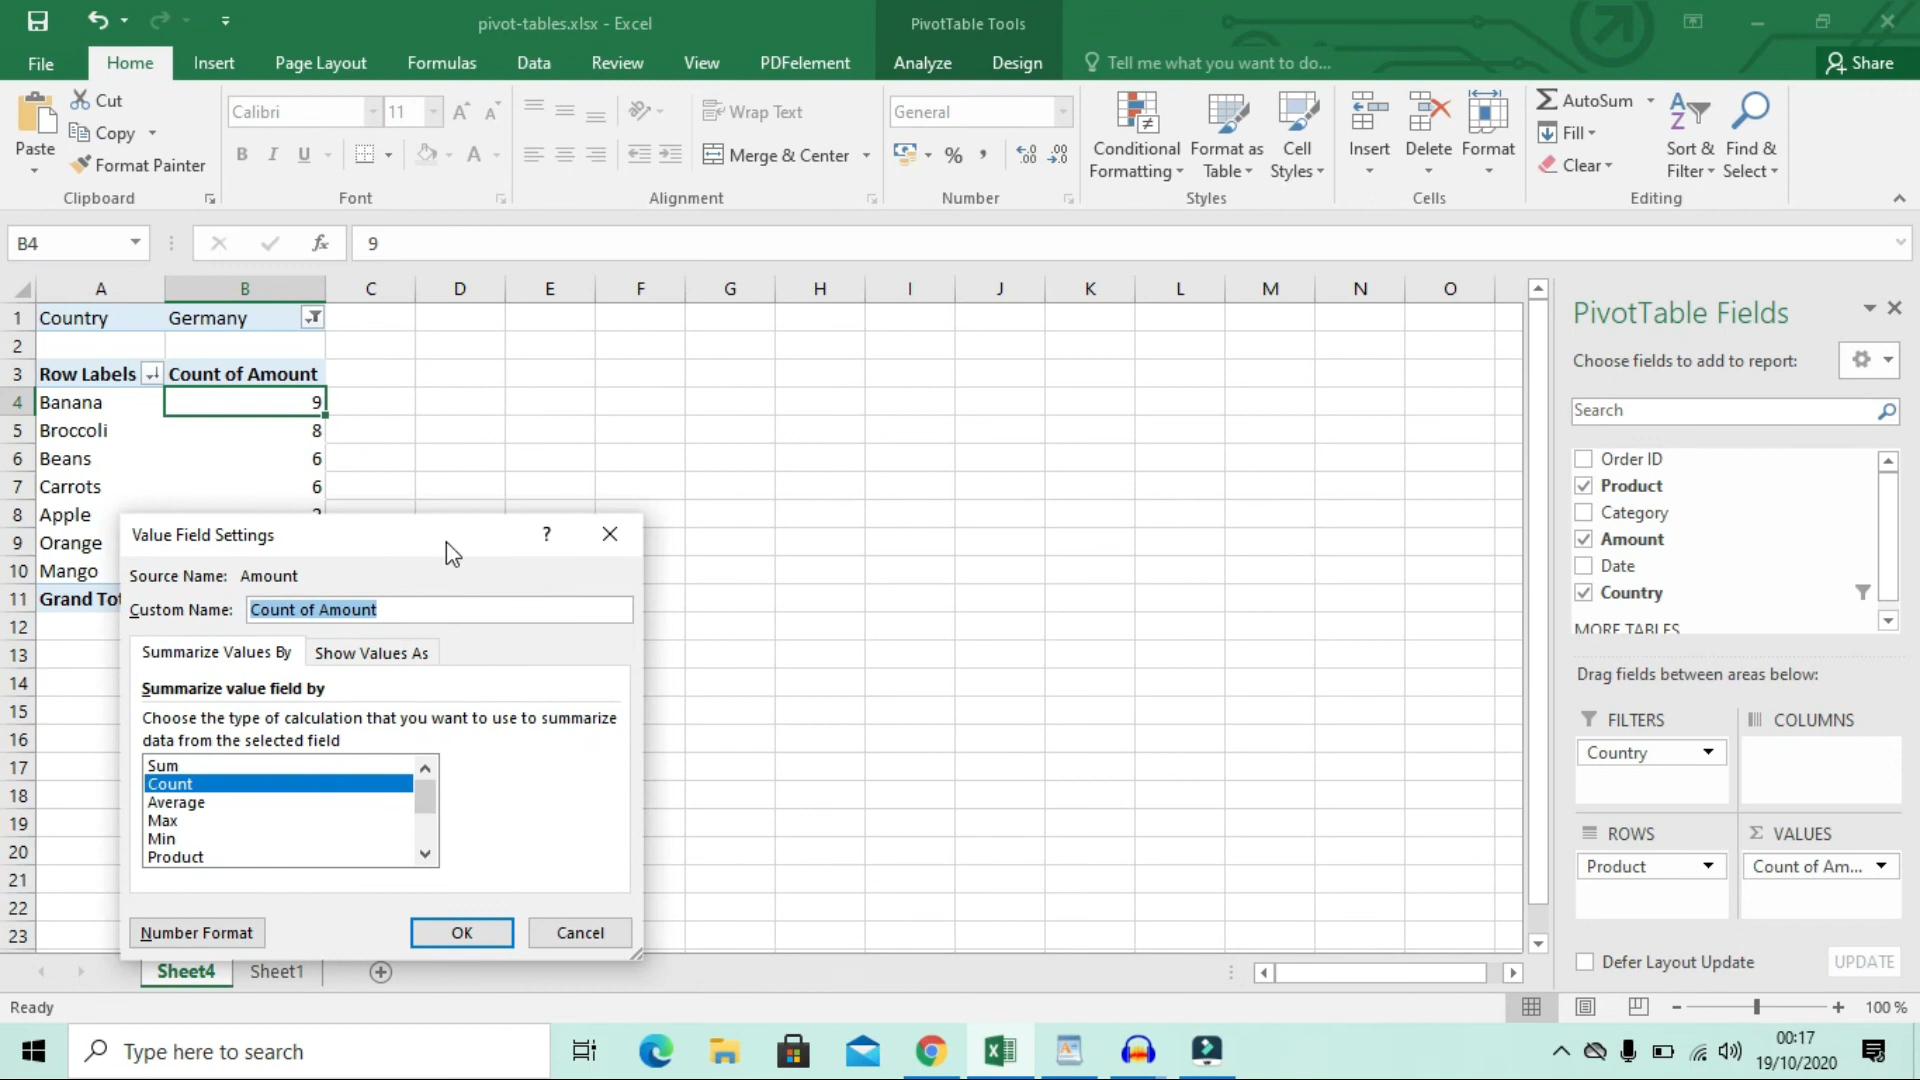 pivot-tables.xlsx - Excel
PivotTable Tools
File Home Insert Page Layout Formulas Data Review View PDFelement Analyze Design Tell me what you want to do... Share
Paste
Cut
Copy
Format Painter
Clipboard
Calibri 11
B I U A
Font
Wrap Text
Merge & Center
Alignment
General
%
Number
Conditional Formatting
Format as Table
Cell Styles
Styles
Insert Delete Format
Cells
AutoSum
Fill
Clear
Sort & Filter
Find & Select
Editing
B4 fx 9
A B C D E F G H I J K L M N O
1 Country Germany
2
3 Row Labels Count of Amount
4 Banana 9
5 Broccoli 8
6 Beans 6
7 Carrots 6
8 Apple
9 Orange
10 Mango
11 Grand Tot
12
13
14
15
16
17
18
19
20
21
22
23
Value Field Settings ?
Source Name: Amount
Custom Name: Count of Amount
Summarize Values By Show Values As
Summarize value field by
Choose the type of calculation that you want to use to summarize
data from the selected field
Sum
Count
Average
Max
Min
Product
Number Format OK Cancel
PivotTable Fields
Choose fields to add to report:
Search
Order ID
Product
Category
Amount
Date
Country
MORE TABLES
Drag fields between areas below:
FILTERS
Country
COLUMNS
ROWS
Product
Σ VALUES
Count of Am...
Defer Layout Update UPDATE
Sheet4 Sheet1
Ready
100 %
Type here to search
00:17
19/10/2020